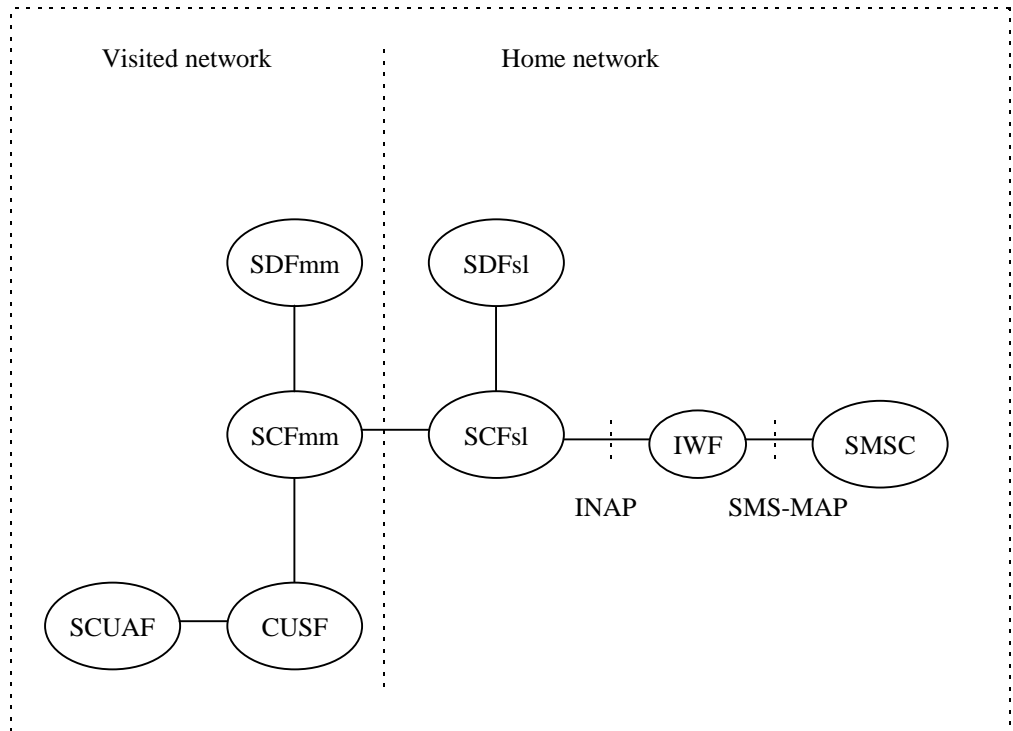 Visited network
Home network
SDFmm
SDFsl
SCFmm
SCFsl
IWF
SMSC
INAP
SMS-MAP
SCUAF
CUSF